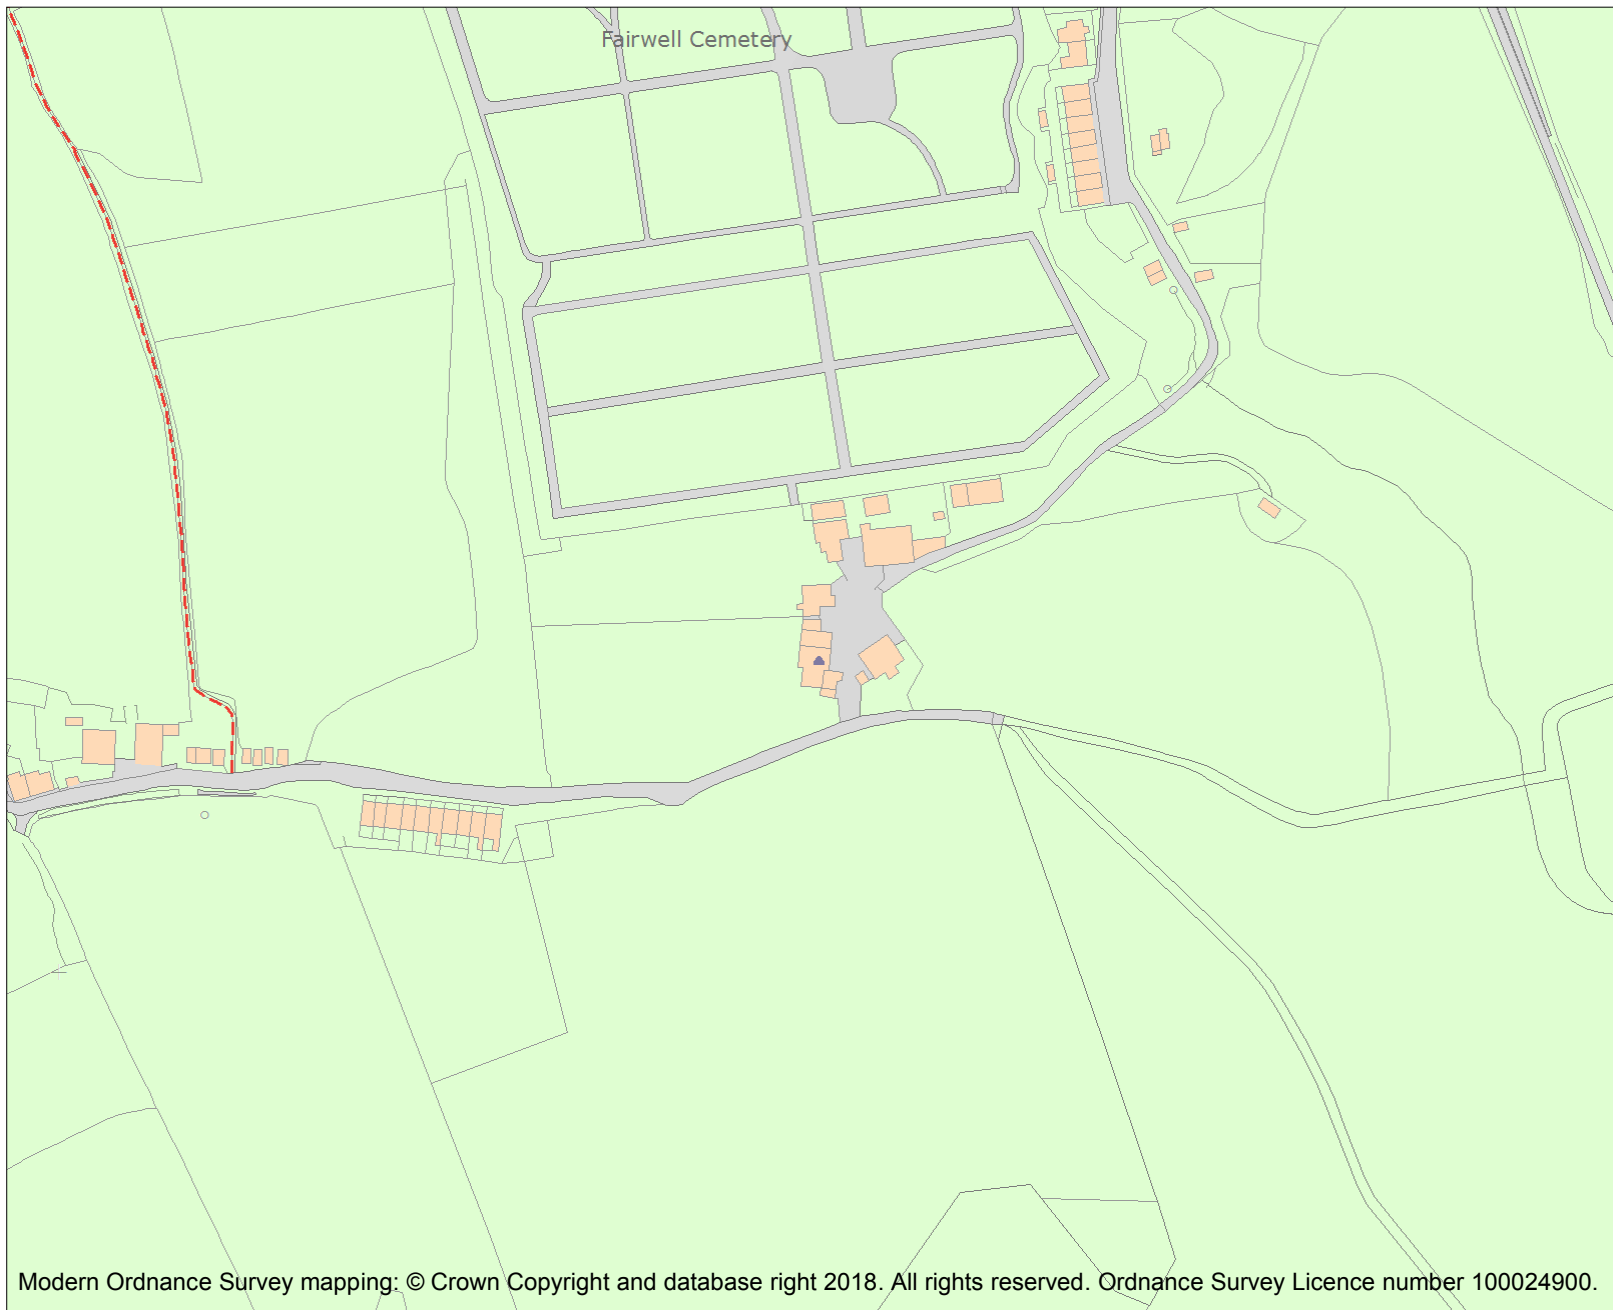 Fairwell Cemetery
Modern Ordnance Survey mapping: © Crown Copyright and database right 2018. All rights reserved. Ordnance Survey Licence number 100024900.